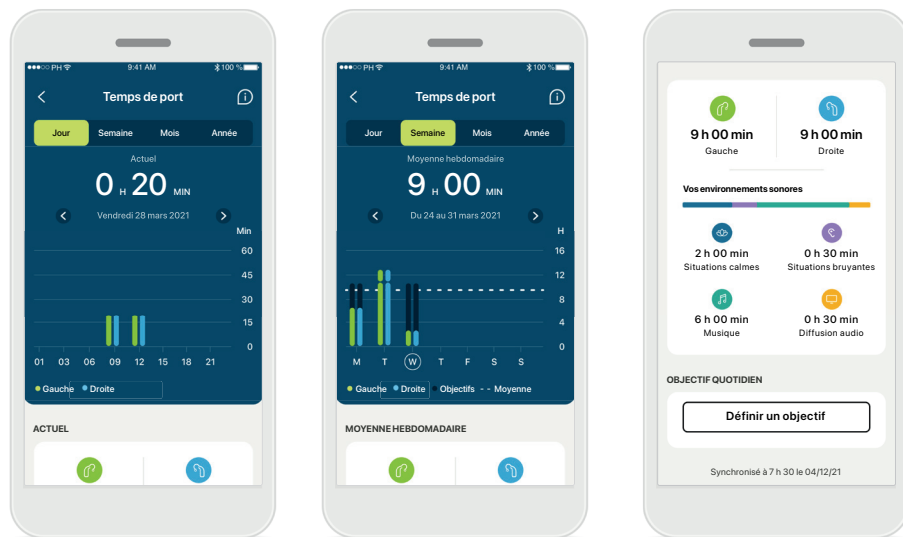 PH 9:41 AM 100 %
Temps de port
Jour Semaine Mois Année
Actuel
0 H 20 MIN
Vendredi 28 mars 2021
Min
60
45
30
15
0
01 03 06 09 12 15 18 21
Gauche Droite
ACTUEL
PH 9:41 AM 100 %
Temps de port
Jour Semaine Mois Année
Moyenne hebdomadaire
9 H 00 MIN
Du 24 au 31 mars 2021
H
16
12
8
4
0
M T W T F S S
Gauche Droite Objectifs - - Moyenne
MOYENNE HEBDOMADAIRE
9 h 00 min 9 h 00 min
Gauche Droite
Vos environnements sonores
2 h 00 min 0 h 30 min
Situations calmes Situations bruyantes
6 h 00 min 0 h 30 min
Musique Diffusion audio
OBJECTIF QUOTIDIEN
Définir un objectif
Synchronisé à 7 h 30 le 04/12/21